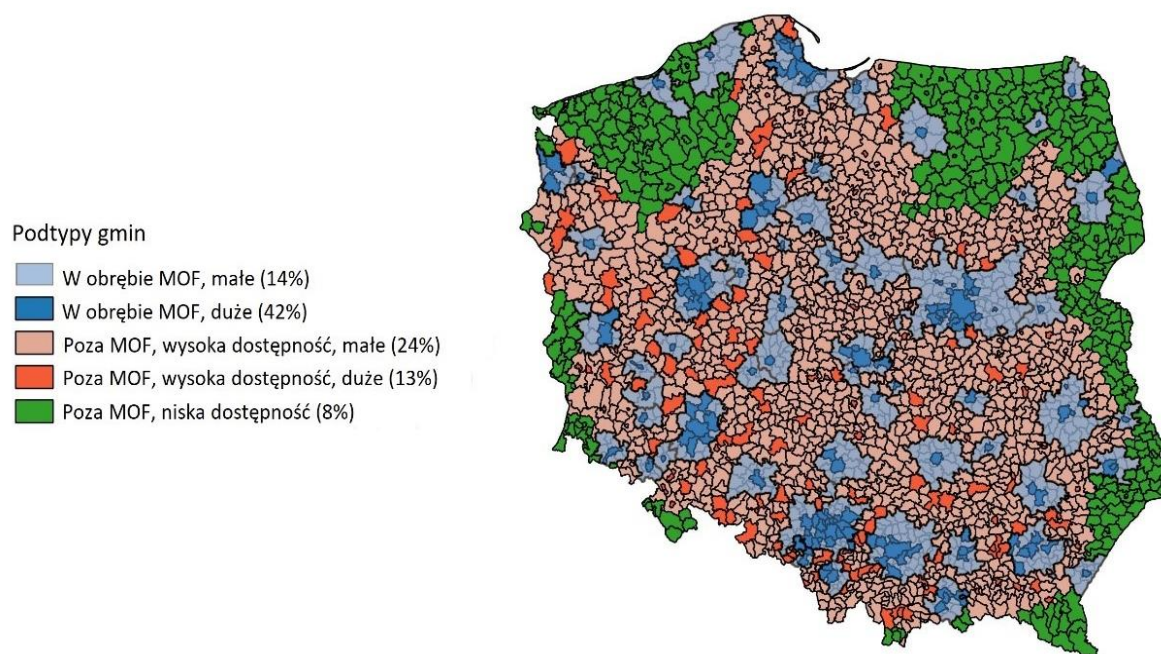 Podtypy gmin
W obrębie MOF, małe (14%)
W obrębie MOF, duże (42%)
Poza MOF, wysoka dostępność, małe (24%)
Poza MOF, wysoka dostępność, duże (13%)
Poza MOF, niska dostępność (8%)